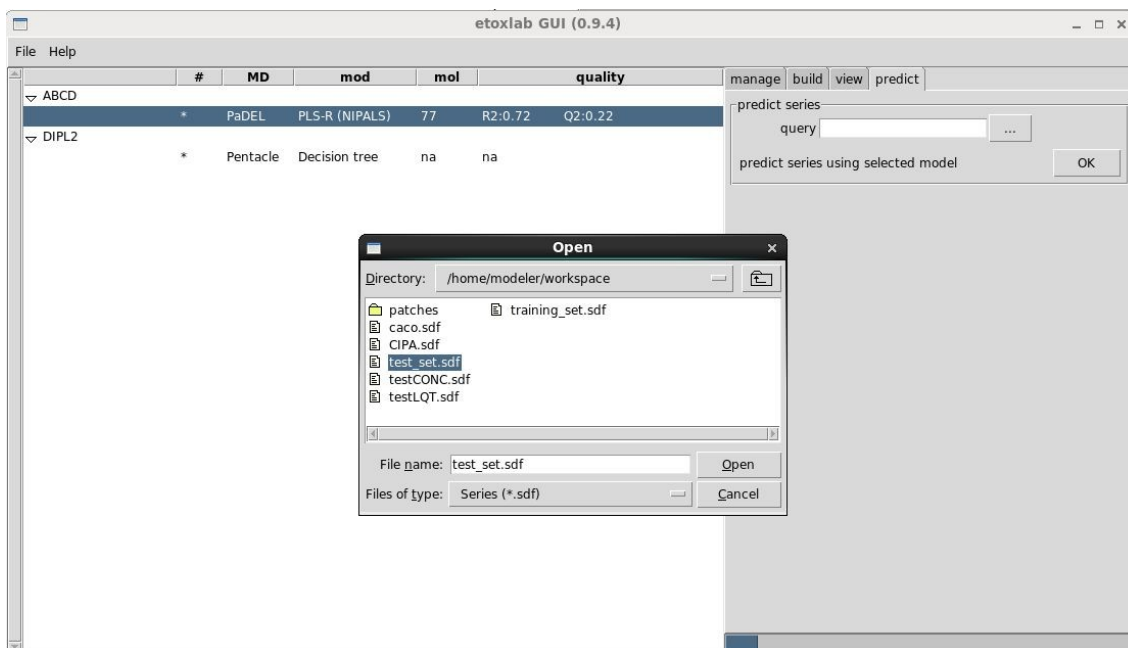 etoxlab GUI (0.9.4)
File Help
# MD mod mol quality
ABCD
* PaDEL PLS-R (NIPALS) 77 R2:0.72 Q2:0.22
DIPL2
* Pentacle Decision tree na na
manage build view predict
predict series
query ...
predict series using selected model OK
Open
Directory: /home/modeler/workspace
patches training_set.sdf
caco.sdf
CIPA.sdf
test_set.sdf
testCONC.sdf
testLQT.sdf
File name: test_set.sdf Open
Files of type: Series (*.sdf) Cancel